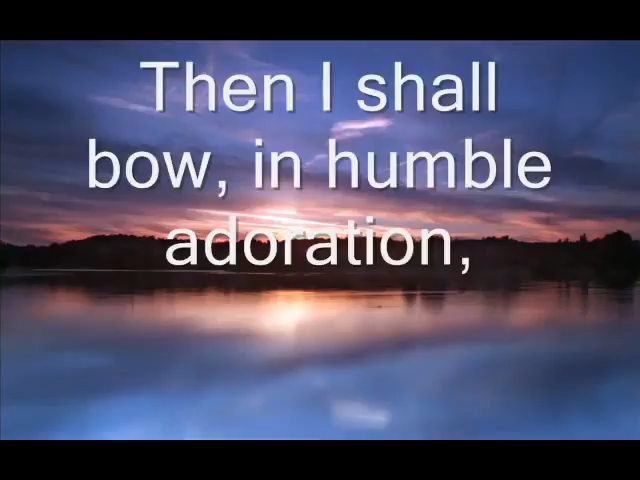 Then I shall
bow, in humble
adoration,